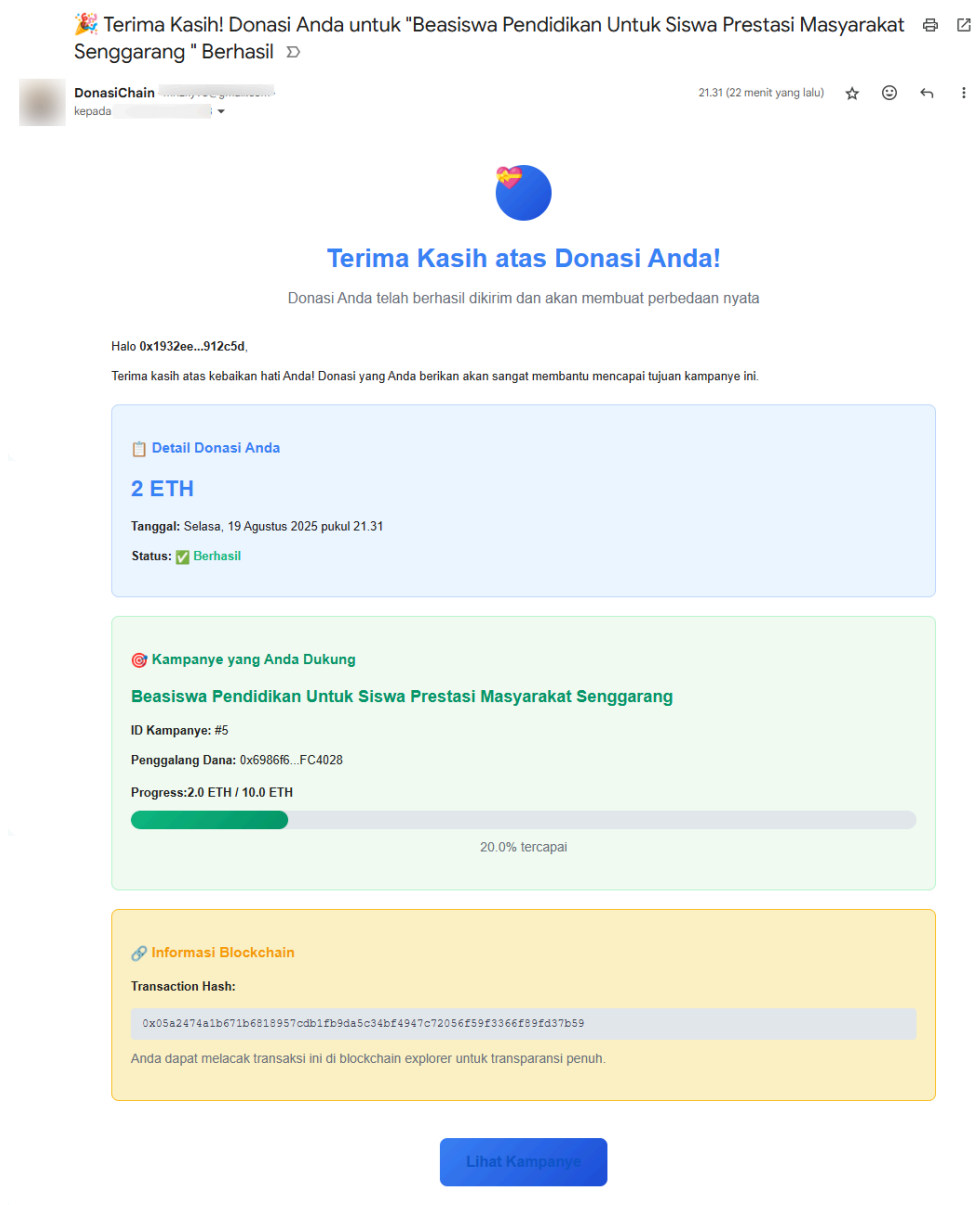 🎉 Terima Kasih! Donasi Anda untuk "Beasiswa Pendidikan Untuk Siswa Prestasi Masyarakat
Senggarang " Berhasil
DonasiChain
21.31 (22 menit yang lalu)
kepada
Terima Kasih atas Donasi Anda!
Donasi Anda telah berhasil dikirim dan akan membuat perbedaan nyata
Halo 0x1932ee...912c5d,
Terima kasih atas kebaikan hati Anda! Donasi yang Anda berikan akan sangat membantu mencapai tujuan kampanye ini.
📋 Detail Donasi Anda
2 ETH
Tanggal: Selasa, 19 Agustus 2025 pukul 21.31
Status: ✅ Berhasil
🎯 Kampanye yang Anda Dukung
Beasiswa Pendidikan Untuk Siswa Prestasi Masyarakat Senggarang
ID Kampanye: #5
Penggalang Dana: 0x6986f6...FC4028
Progress:2.0 ETH / 10.0 ETH
20.0% tercapai
🔗 Informasi Blockchain
Transaction Hash:
0x05a2474a1b671b6818957cdb1fb9da5c34bf4947c72056f59f3366f89fd37b59
Anda dapat melacak transaksi ini di blockchain explorer untuk transparansi penuh.
Lihat Kampanye